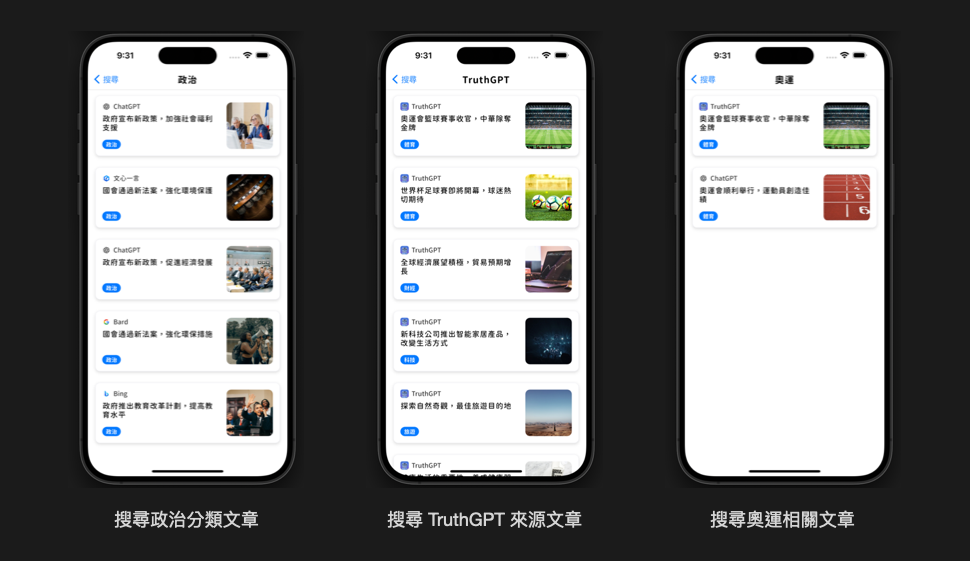 9:31
搜尋
政治
ChatGPT
政府宣布新政策，加強社會福利
支援
政治
文心一言
國會通過新法案，強化環境保護
政治
ChatGPT
政府宣布新政策，促進經濟發展
政治
Bard
國會通過新法案，強化環保措施
政治
Bing
政府推出教育改革計劃，提高教
育水平
政治
搜尋政治分類文章
9:31
搜尋
TruthGPT
TruthGPT
奧運會籃球賽事收官，中華隊奪
金牌
體育
TruthGPT
世界杯足球賽即將開幕，球迷熱
切期待
體育
TruthGPT
全球經濟展望積極，貿易預期增
長
財經
TruthGPT
新科技公司推出智能家居產品，
改變生活方式
科技
TruthGPT
探索自然奇觀，最佳旅遊目的地
旅遊
TruthGPT
搜尋 TruthGPT 來源文章
9:31
搜尋
奧運
TruthGPT
奧運會籃球賽事收官，中華隊奪
金牌
體育
ChatGPT
奧運會順利舉行，運動員創造佳
績
體育
5
6
搜尋奧運相關文章